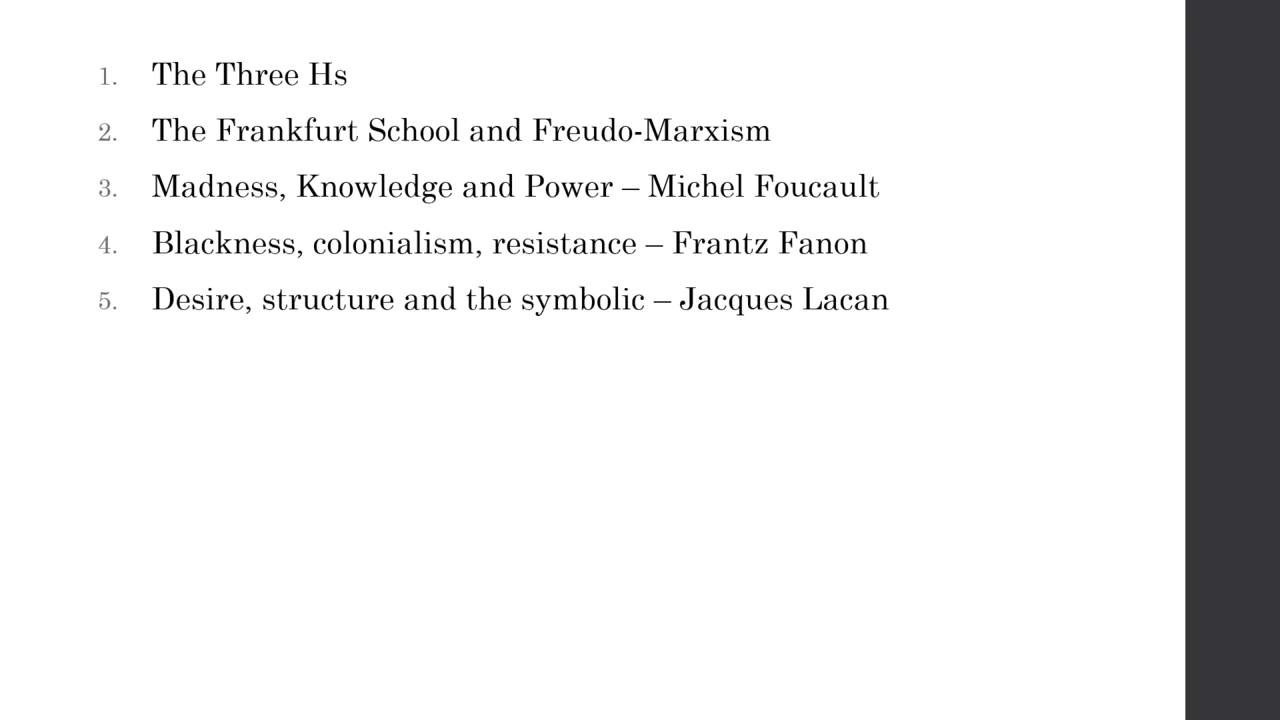 1. The Three Hs
2. The Frankfurt School and Freudo-Marxism
3. Madness, Knowledge and Power – Michel Foucault
4. Blackness, colonialism, resistance – Frantz Fanon
5. Desire, structure and the symbolic – Jacques Lacan